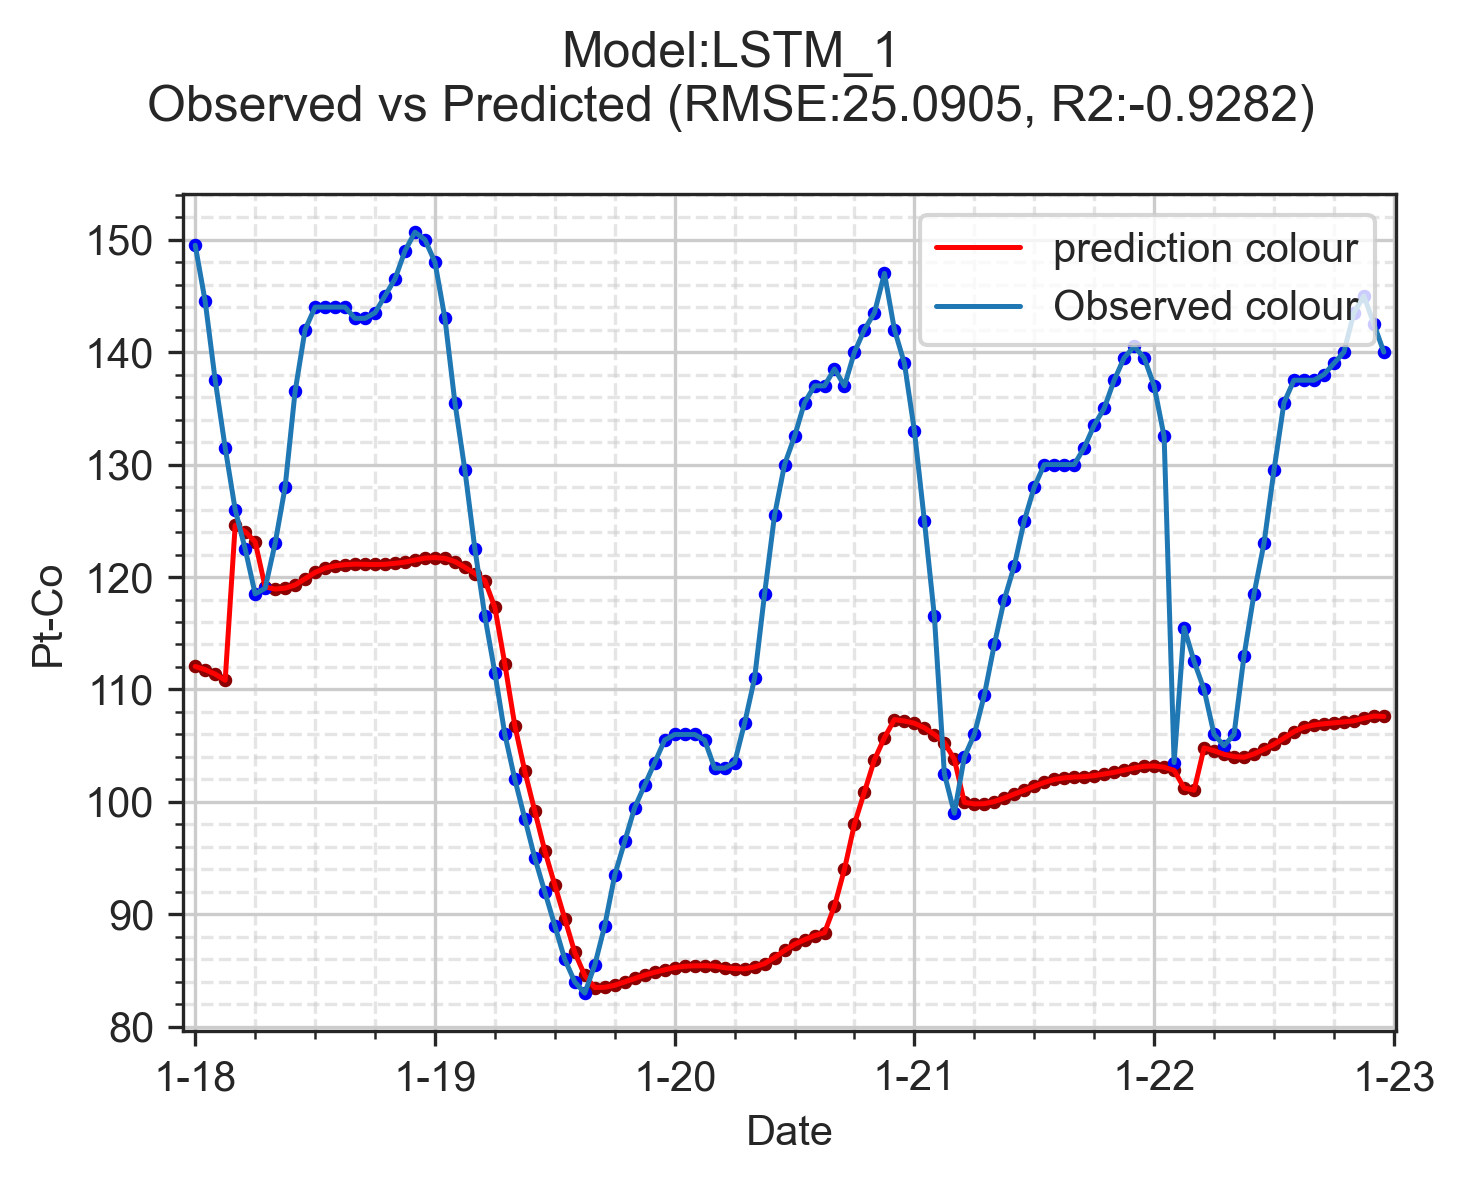 Model:LSTM_1
Observed vs Predicted (RMSE:25.0905, R2:-0.9282)
prediction colour
Observed colour
150
140
130
120
110
100
90
80
Pt-Co
1-18 1-19 1-20 1-21 1-22 1-23
Date